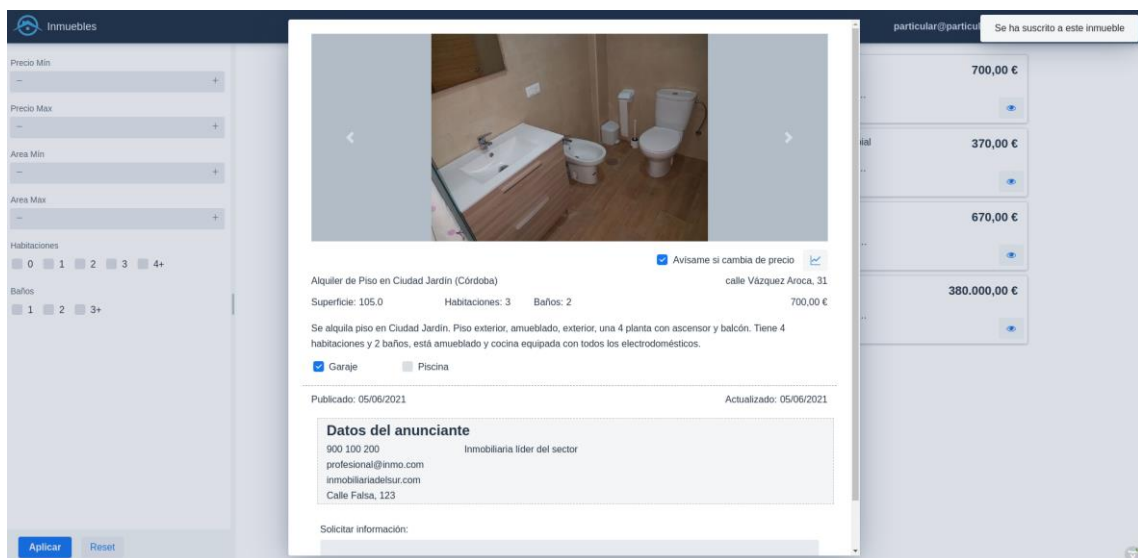 Inmuebles
particular@particul
Se ha suscrito a este inmueble
Precio Mín
Precio Max
Area Mín
Area Max
Habitaciones
0 1 2 3 4+
Baños
1 2 3+
Aplicar Reset
Avísame si cambia de precio
Alquiler de Piso en Ciudad Jardín (Córdoba) calle Vázquez Aroca, 31
Superficie: 105.0 Habitaciones: 3 Baños: 2 700,00 €
Se alquila piso en Ciudad Jardín. Piso exterior, amueblado, exterior, una 4 planta con ascensor y balcón. Tiene 4
habitaciones y 2 baños, está amueblado y cocina equipada con todos los electrodomésticos.
Garaje Piscina
Publicado: 05/06/2021 Actualizado: 05/06/2021
Datos del anunciante
900 100 200 Inmobiliaria líder del sector
profesional@inmo.com
inmobiliariadelsur.com
Calle Falsa, 123
Solicitar información:
700,00 €
370,00 €
670,00 €
380.000,00 €